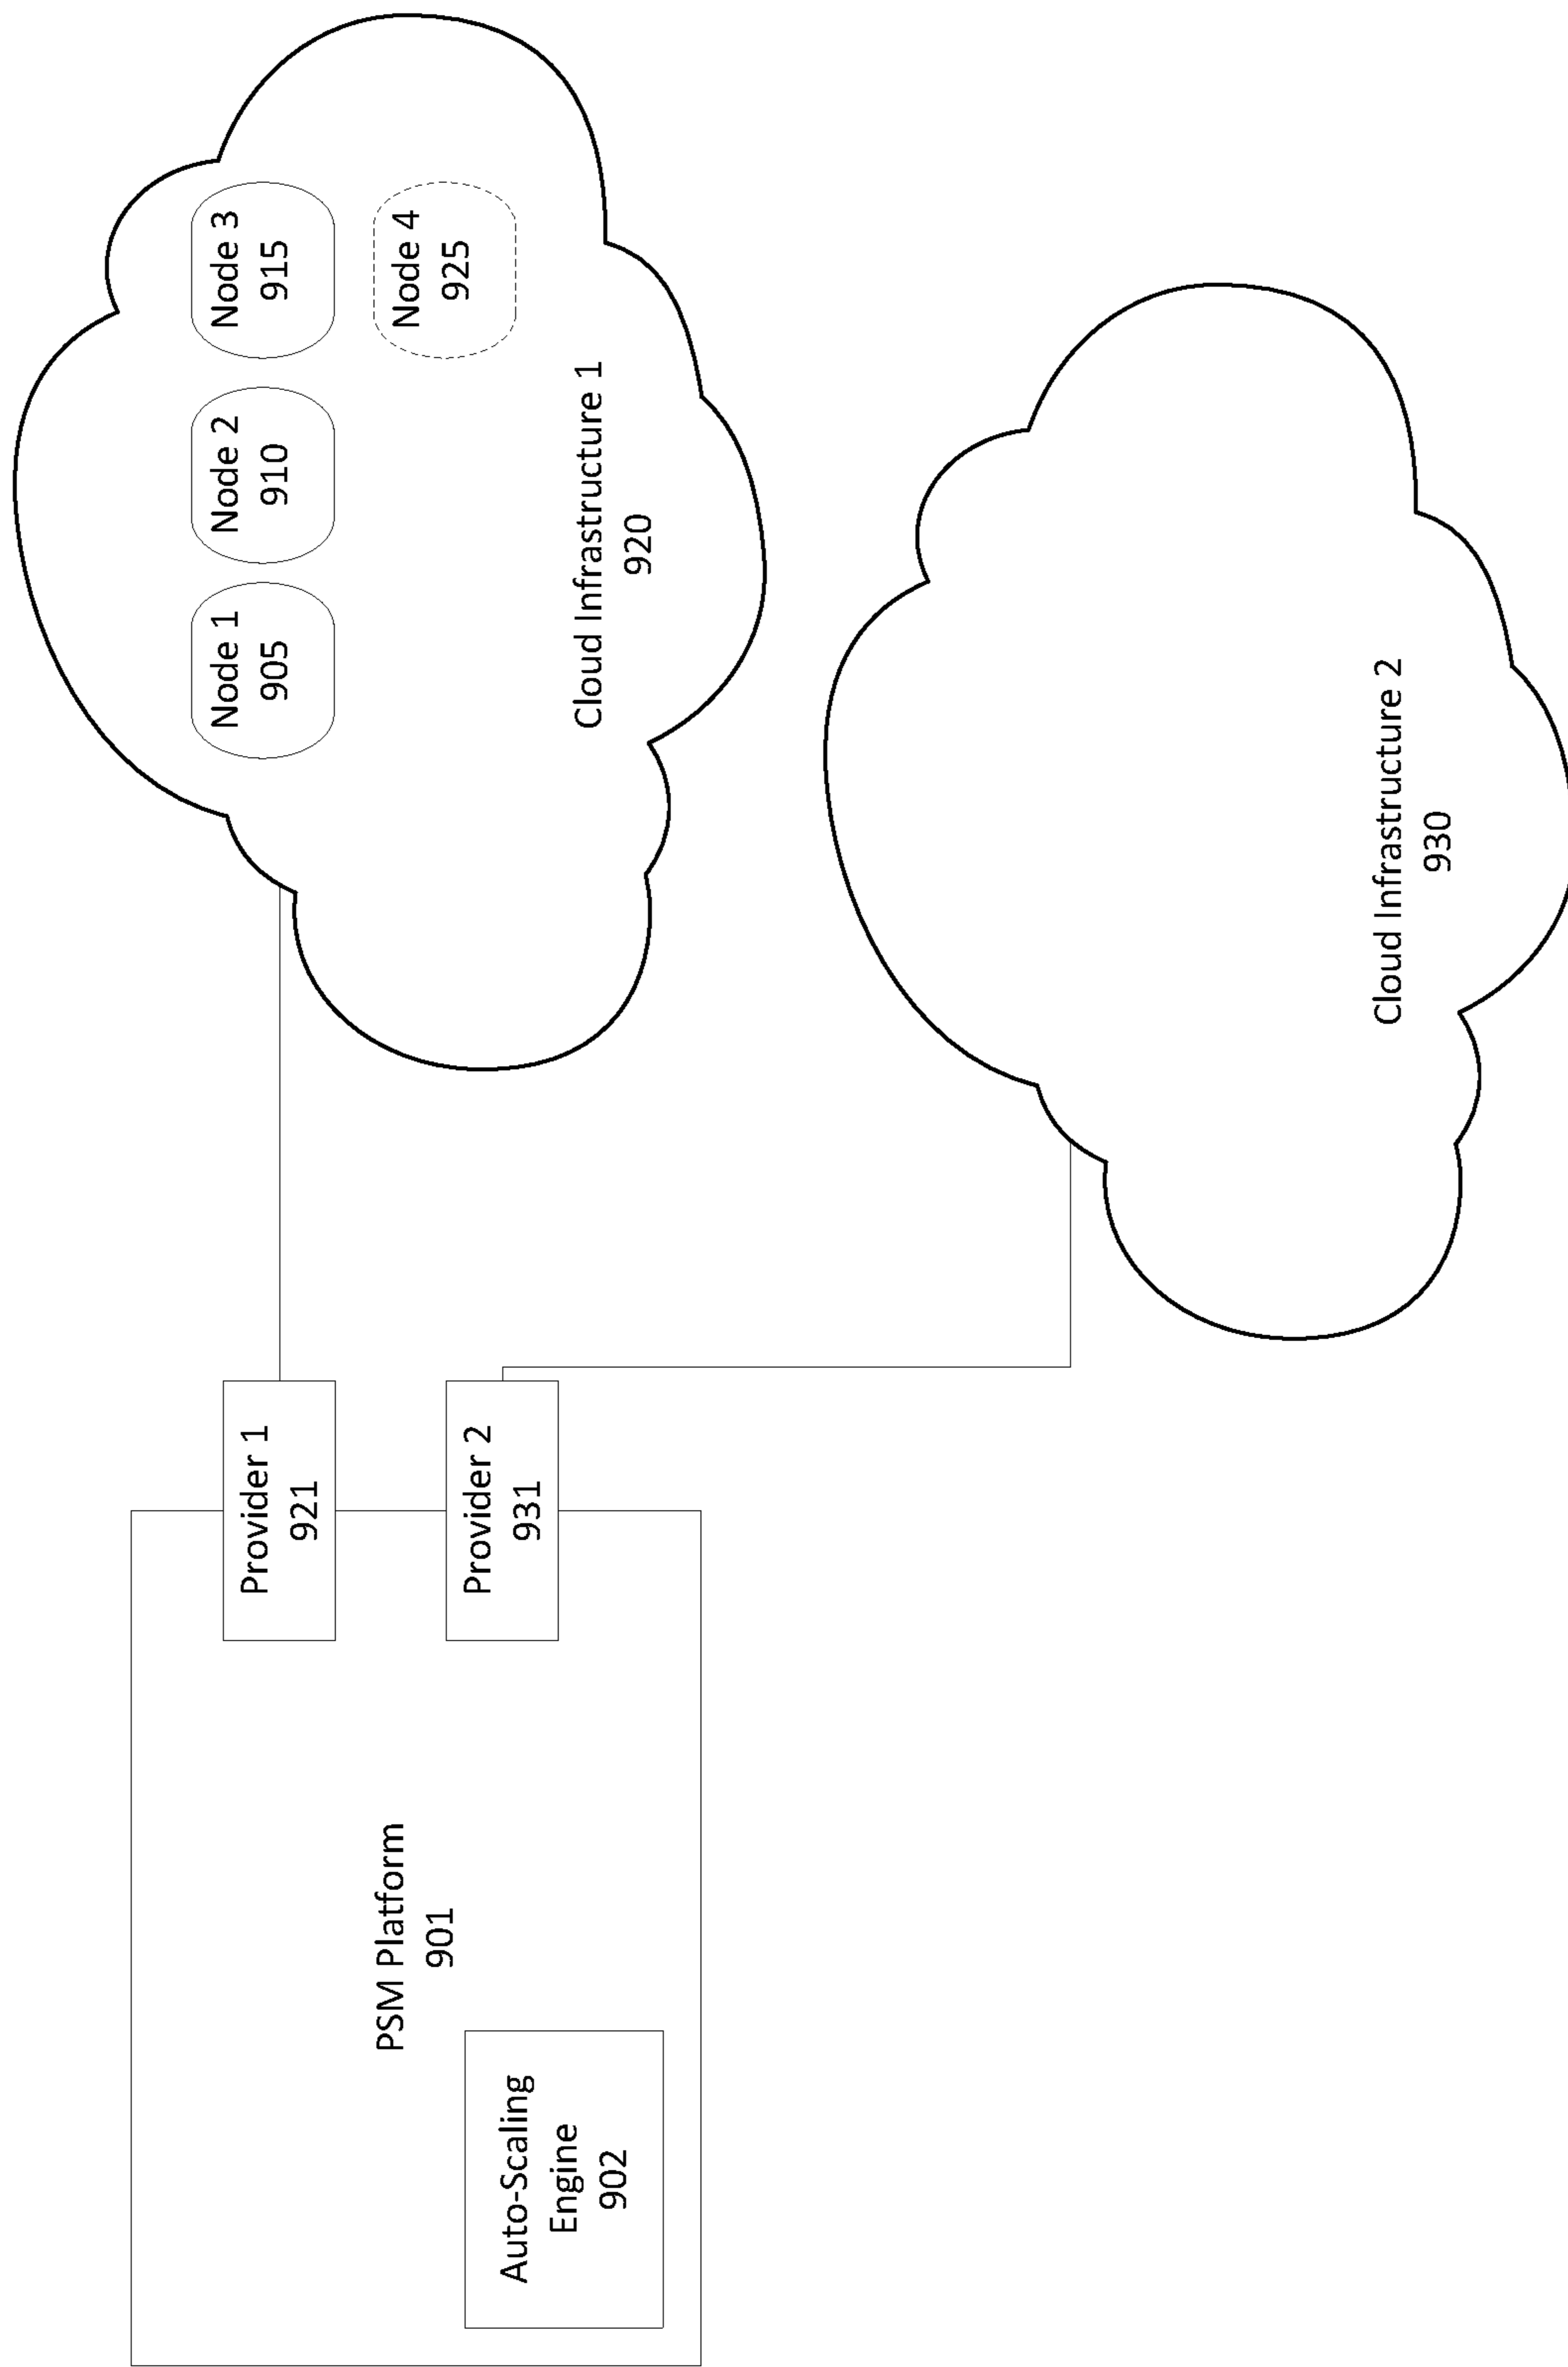 PSM Platform
901
Auto-Scaling
Engine
902
Provider 1
921
Provider 2
931
Node 1
905
Node 2
910
Node 3
915
Node 4
925
Cloud Infrastructure 1
920
Cloud Infrastructure 2
930